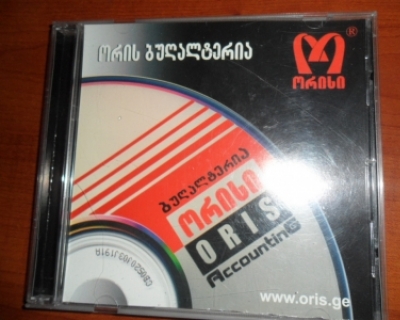 ორის ბუღალტერია
®
ორისი
ბუღალტერია
ორისი
ORIS
Accounting
www.oris.ge